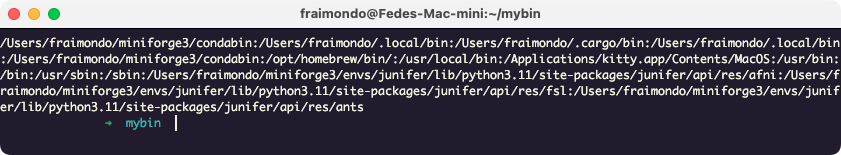 fraimondo@Fedes-Mac-mini:~/mybin
/Users/fraimondo/miniforge3/condabin:/Users/fraimondo/.local/bin:/Users/fraimondo/.cargo/bin:/Users/fraimondo/.local/bin
:/Users/fraimondo/miniforge3/condabin:/opt/homebrew/bin/:/usr/local/bin:/Applications/kitty.app/Contents/MacOS:/usr/bin:
/bin:/usr/sbin:/sbin:/Users/fraimondo/miniforge3/envs/junifer/lib/python3.11/site-packages/junifer/api/res/afni:/Users/f
raimondo/miniforge3/envs/junifer/lib/python3.11/site-packages/junifer/api/res/fsl:/Users/fraimondo/miniforge3/envs/junif
er/lib/python3.11/site-packages/junifer/api/res/ants
➜ mybin